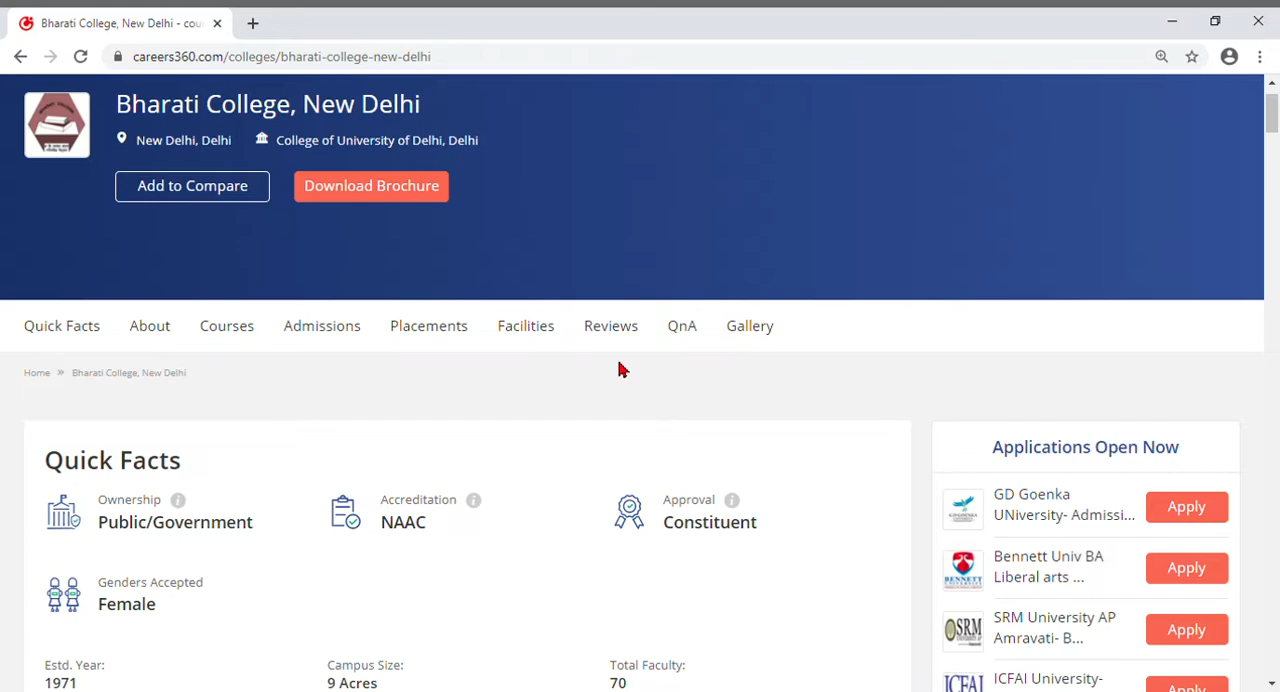 Bharati College, New Delhi - cou
careers360.com/colleges/bharati-college-new-delhi
Bharati College, New Delhi
New Delhi, Delhi College of University of Delhi, Delhi
Add to Compare Download Brochure
Quick Facts About Courses Admissions Placements Facilities Reviews QnA Gallery
Home » Bharati College, New Delhi
Quick Facts
Ownership Accreditation Approval
Public/Government NAAC Constituent
Genders Accepted
Female
Estd. Year: Campus Size: Total Faculty:
1971 9 Acres 70
Applications Open Now
GD Goenka
UNiversity- Admissi... Apply
Bennett Univ BA
Liberal arts ... Apply
BENNETT
SRM University AP
Amravati- B... Apply
SRM
ICFAI University-
ICFAI
Apply